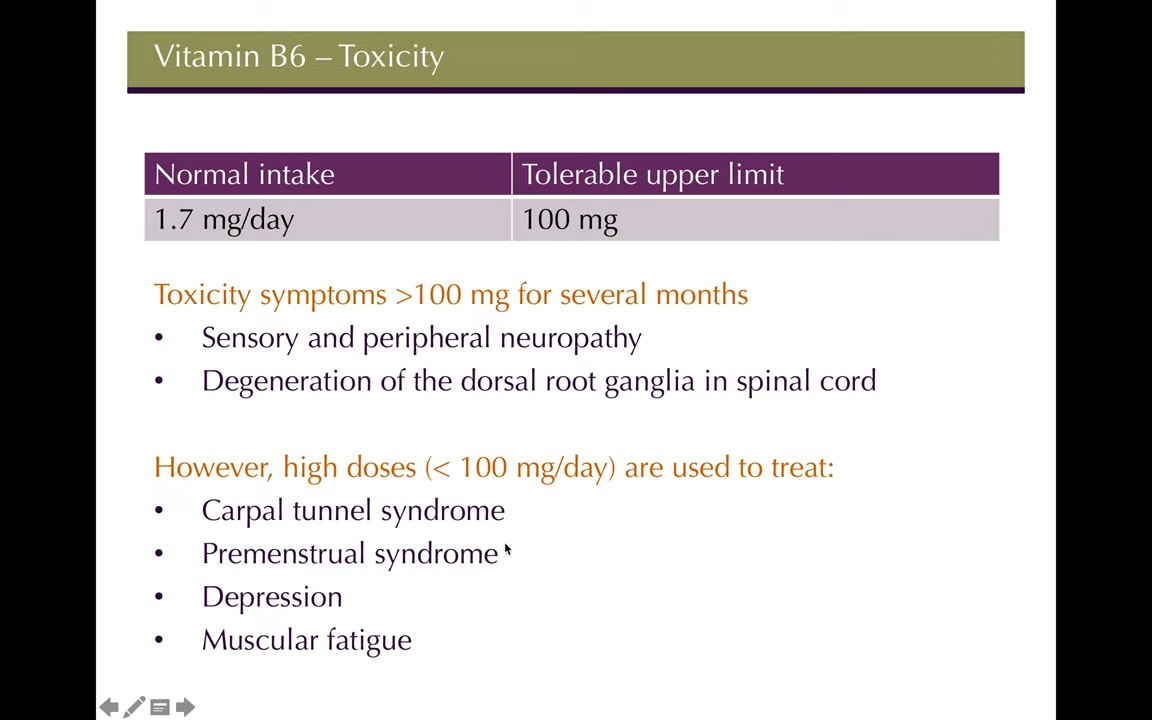 Vitamin B6 – Toxicity
Normal intake
Tolerable upper limit
1.7 mg/day
100 mg
Toxicity symptoms >100 mg for several months
• Sensory and peripheral neuropathy
• Degeneration of the dorsal root ganglia in spinal cord
However, high doses (< 100 mg/day) are used to treat:
• Carpal tunnel syndrome
• Premenstrual syndrome
• Depression
• Muscular fatigue